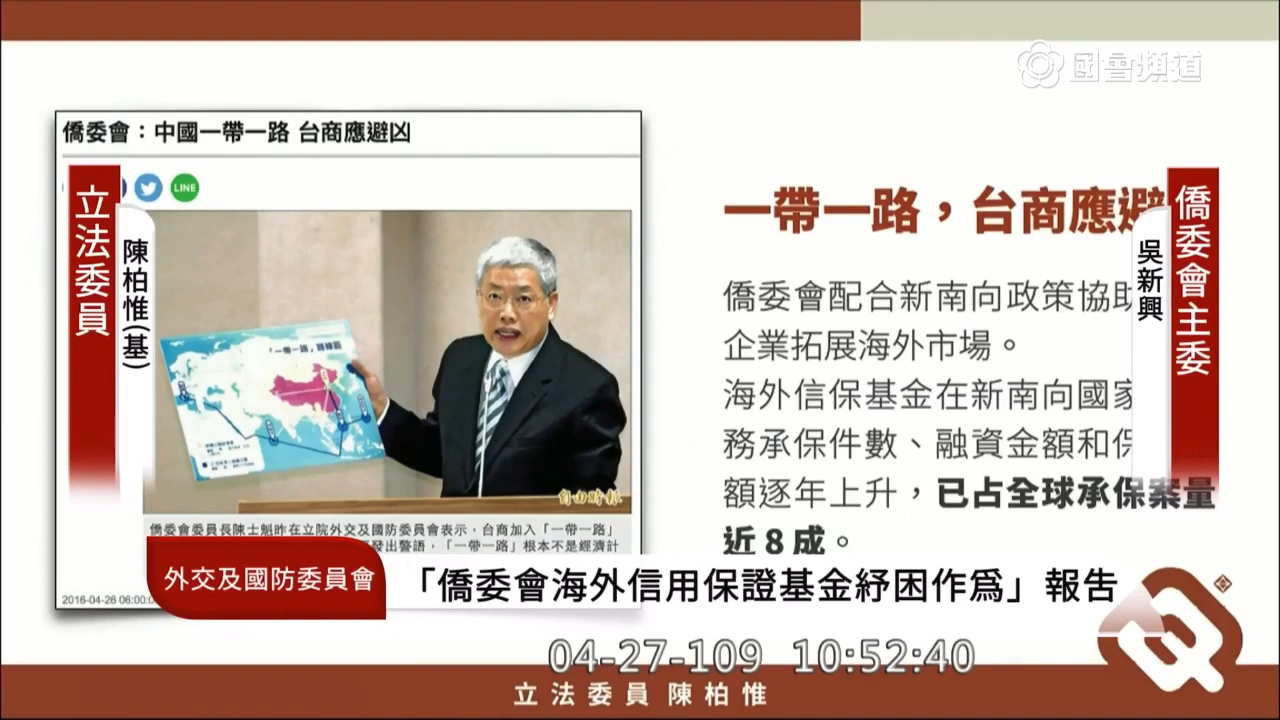 國會頻道
僑委會：中國一帶一路 台商應避凶
LINE
「一帶一路」路線圖
自由時報
僑委會委員長陳士魁昨在立院外交及國防委員會表示，台商加入「一帶一路」
發出警語，「一帶一路」根本不是經濟計
2016-04-26 06:00
立法委員
陳柏惟(基)
一帶一路，台商應避
僑委會配合新南向政策協助
企業拓展海外市場。
海外信保基金在新南向國家
務承保件數、融資金額和保
額逐年上升，已占全球承保案量
近8成。
僑委會主委
吳新興
外交及國防委員會
「僑委會海外信用保證基金紓困作爲」報告
04-27-109 10:52:40
立法委員 陳柏惟